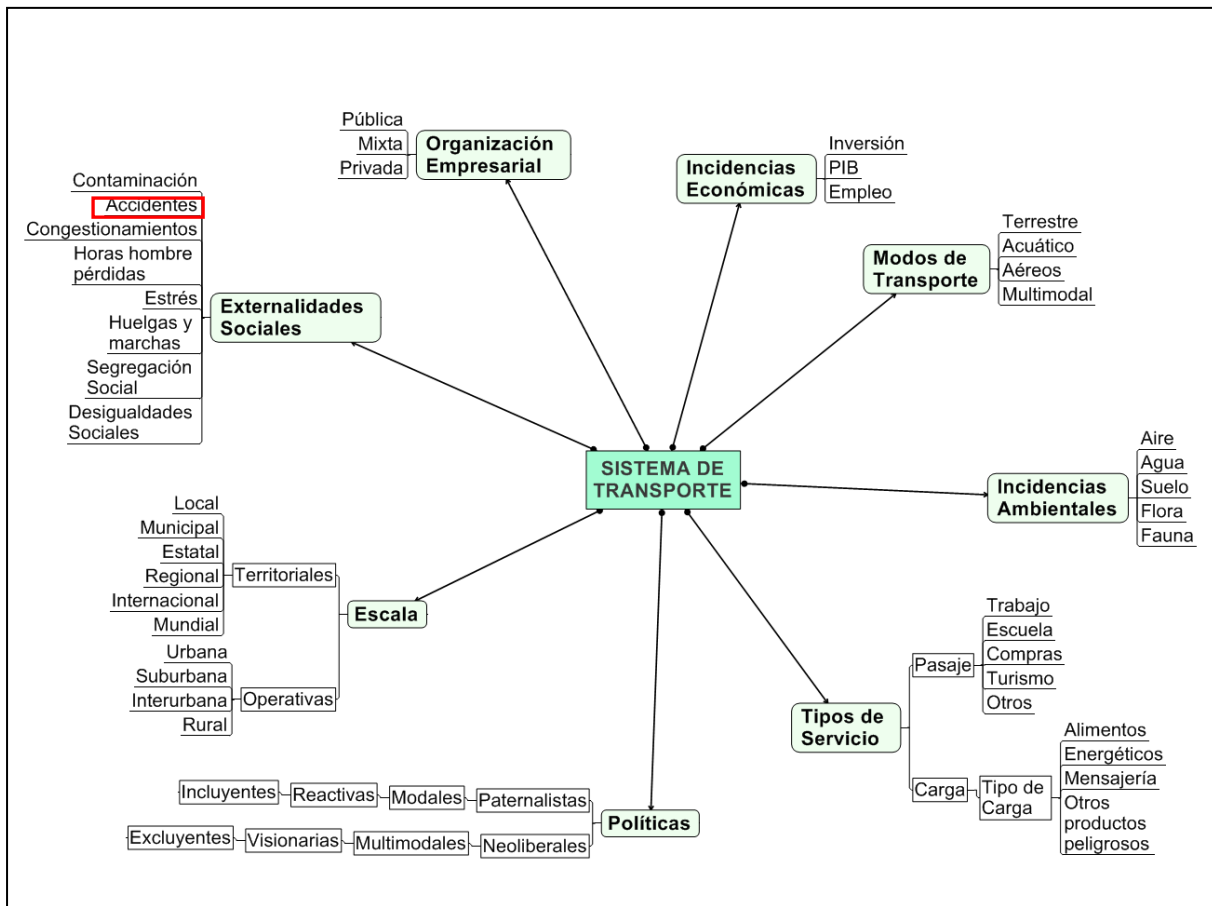 Pública
Mixta
Privada
Organización
Empresarial
Incidencias
Económicas
Inversión
PIB
Empleo
Contaminación
Accidentes
Congestionamientos
Horas hombre
pérdidas
Estrés
Huelgas y
marchas
Segregación
Social
Desigualdades
Sociales
Externalidades
Sociales
Modos de
Transporte
Terrestre
Acuático
Aéreos
Multimodal
SISTEMA DE
TRANSPORTE
Incidencias
Ambientales
Aire
Agua
Suelo
Flora
Fauna
Local
Municipal
Estatal
Regional
Internacional
Mundial
Territoriales
Urbana
Suburbana
Interurbana
Rural
Operativas
Escala
Tipos de
Servicio
Pasaje
Trabajo
Escuela
Compras
Turismo
Otros
Carga
Tipo de
Carga
Alimentos
Energéticos
Mensajería
Otros
productos
peligrosos
Incluyentes
Reactivas
Modales
Paternalistas
Excluyentes
Visionarias
Multimodales
Neoliberales
Políticas